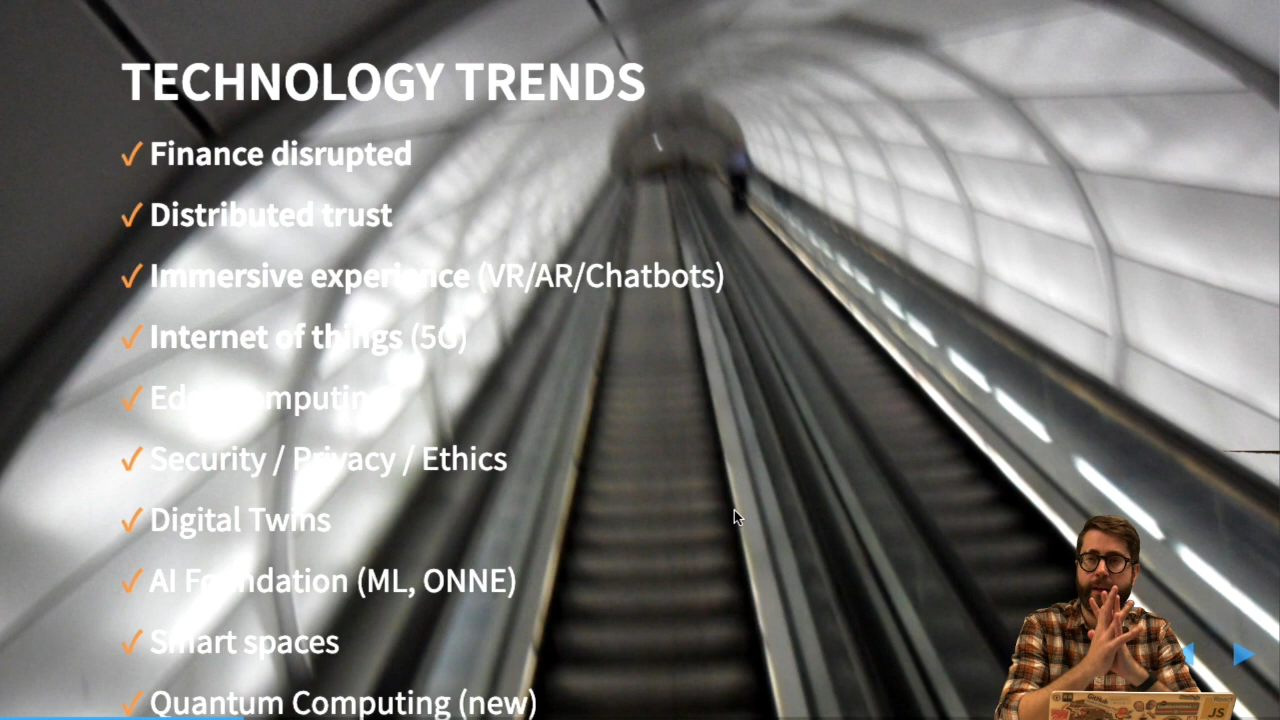 TECHNOLOGY TRENDS
✓ Finance disrupted
✓ Distributed trust
✓ Immersive experience (VR/AR/Chatbots)
✓ Internet of things (5G)
✓ Edge computing
✓ Security / Privacy / Ethics
✓ Digital Twins
✓ AI Foundation (ML, ONNE)
✓ Smart spaces
✓ Quantum Computing (new)
JS